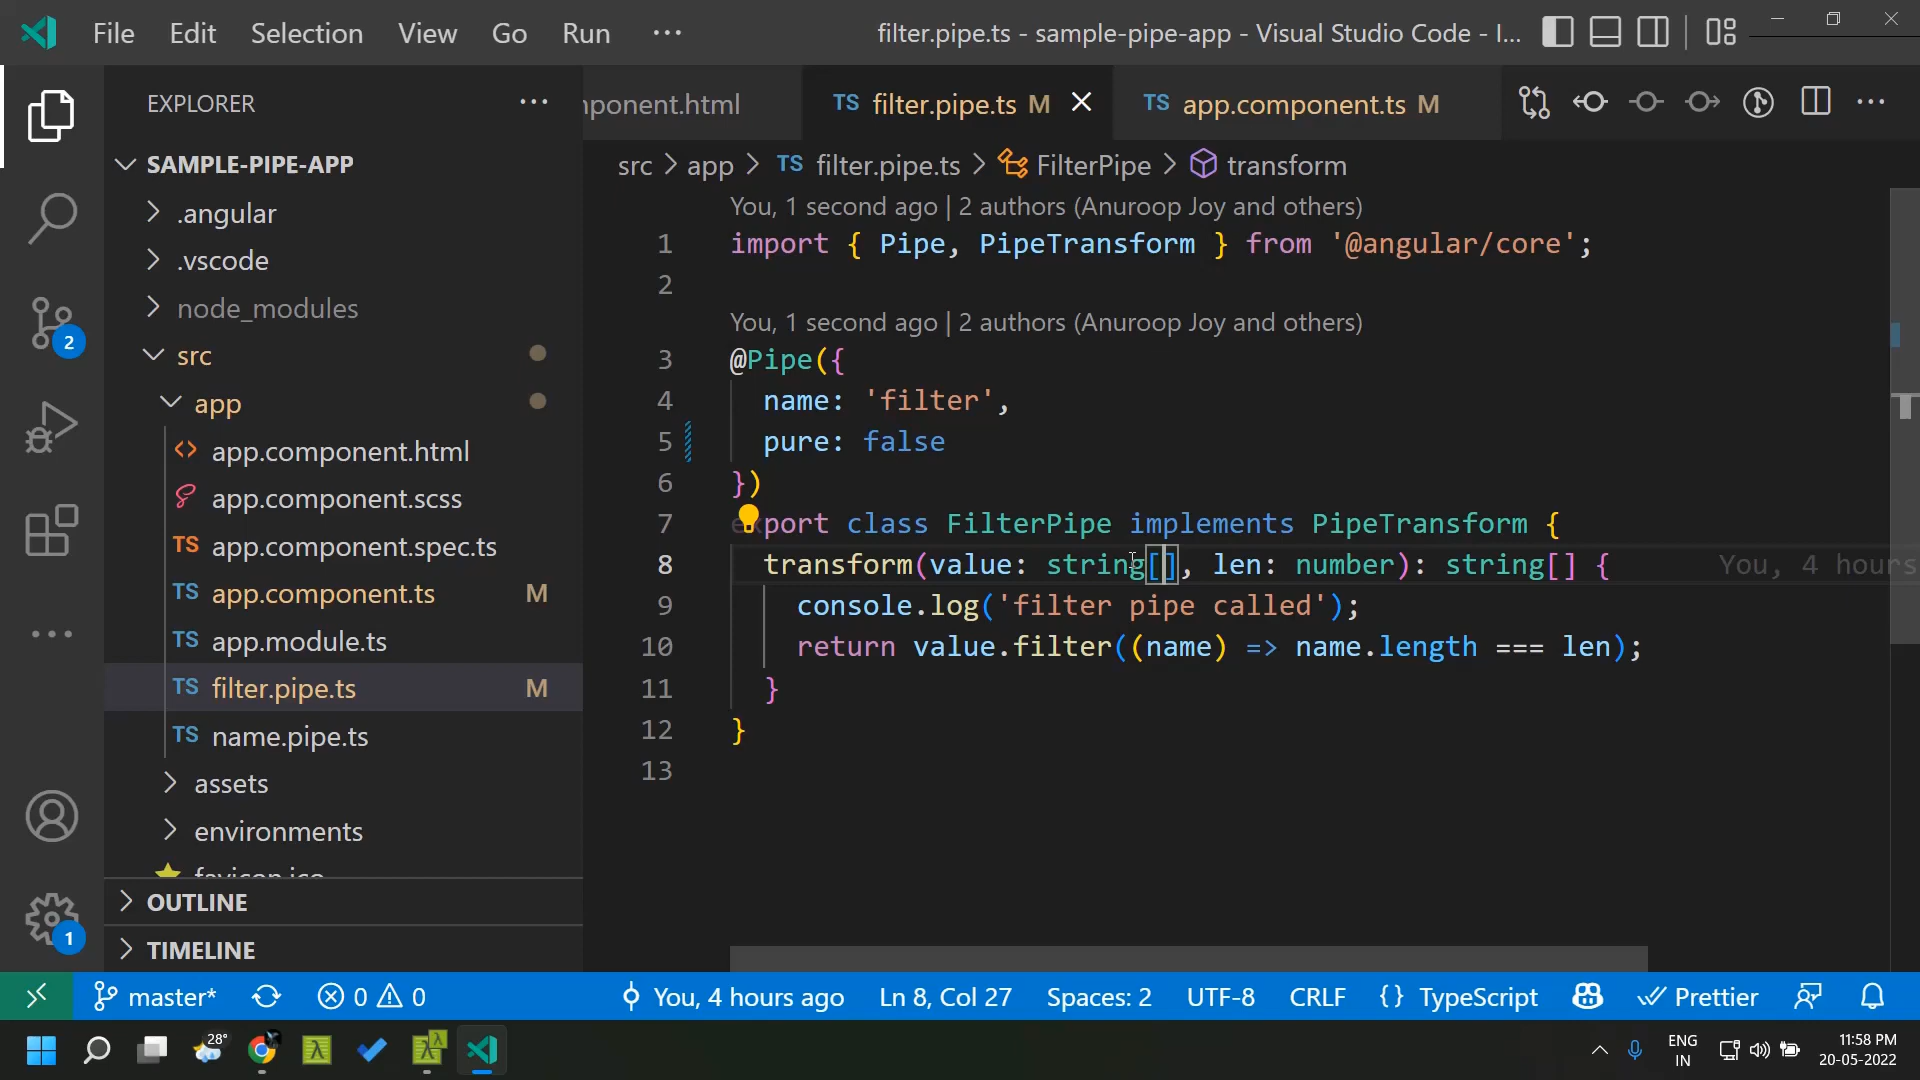 File Edit Selection View Go Run ···
filter.pipe.ts - sample-pipe-app - Visual Studio Code - I...
EXPLORER ···
SAMPLE-PIPE-APP
.angular
.vscode
node_modules
src
app
app.component.html
app.component.scss
TS app.component.spec.ts
TS app.component.ts M
TS app.module.ts
TS filter.pipe.ts M
TS name.pipe.ts
assets
environments
favicon.ico
OUTLINE
TIMELINE
2
1
ponent.html
TS filter.pipe.ts M
TS app.component.ts M
src > app > TS filter.pipe.ts > FilterPipe > transform
You, 1 second ago | 2 authors (Anuroop Joy and others)
1 import { Pipe, PipeTransform } from '@angular/core';
2
You, 1 second ago | 2 authors (Anuroop Joy and others)
3 @Pipe({
4 name: 'filter',
5 pure: false
6 })
7 export class FilterPipe implements PipeTransform {
8 transform(value: string[], len: number): string[] { You, 4 hours
9 console.log('filter pipe called');
10 return value.filter((name) => name.length === len);
11 }
12 }
13
master* 0 0
You, 4 hours ago Ln 8, Col 27 Spaces: 2 UTF-8 CRLF {} TypeScript Prettier
28°
ENG
IN
11:58 PM
20-05-2022